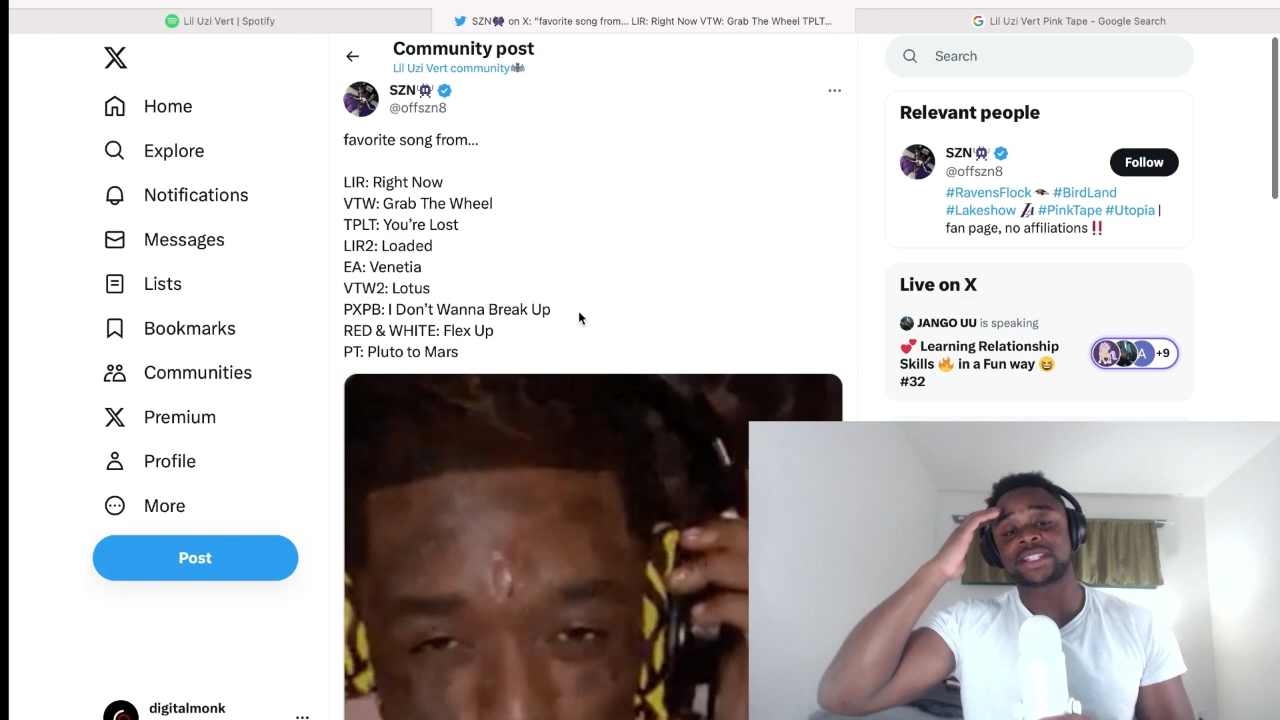 Lil Uzi Vert | Spotify
SZN👾 on X: "favorite song from... LIR: Right Now VTW: Grab The Wheel TPLT...
Lil Uzi Vert Pink Tape - Google Search
Home
Explore
Notifications
Messages
Lists
Bookmarks
Communities
Premium
Profile
More
Post
digitalmonk
Community post
Lil Uzi Vert community🦇
SZN👾
@offszn8
favorite song from...
LIR: Right Now
VTW: Grab The Wheel
TPLT: You’re Lost
LIR2: Loaded
EA: Venetia
VTW2: Lotus
PXPB: I Don’t Wanna Break Up
RED & WHITE: Flex Up
PT: Pluto to Mars
Search
Relevant people
SZN👾
@offszn8
Follow
#RavensFlock #BirdLand
#Lakeshow #PinkTape #Utopia |
fan page, no affiliations‼️
Live on X
JANGO UU is speaking
💕 Learning Relationship
Skills 🔥 in a Fun way 😆
#32
A
+9